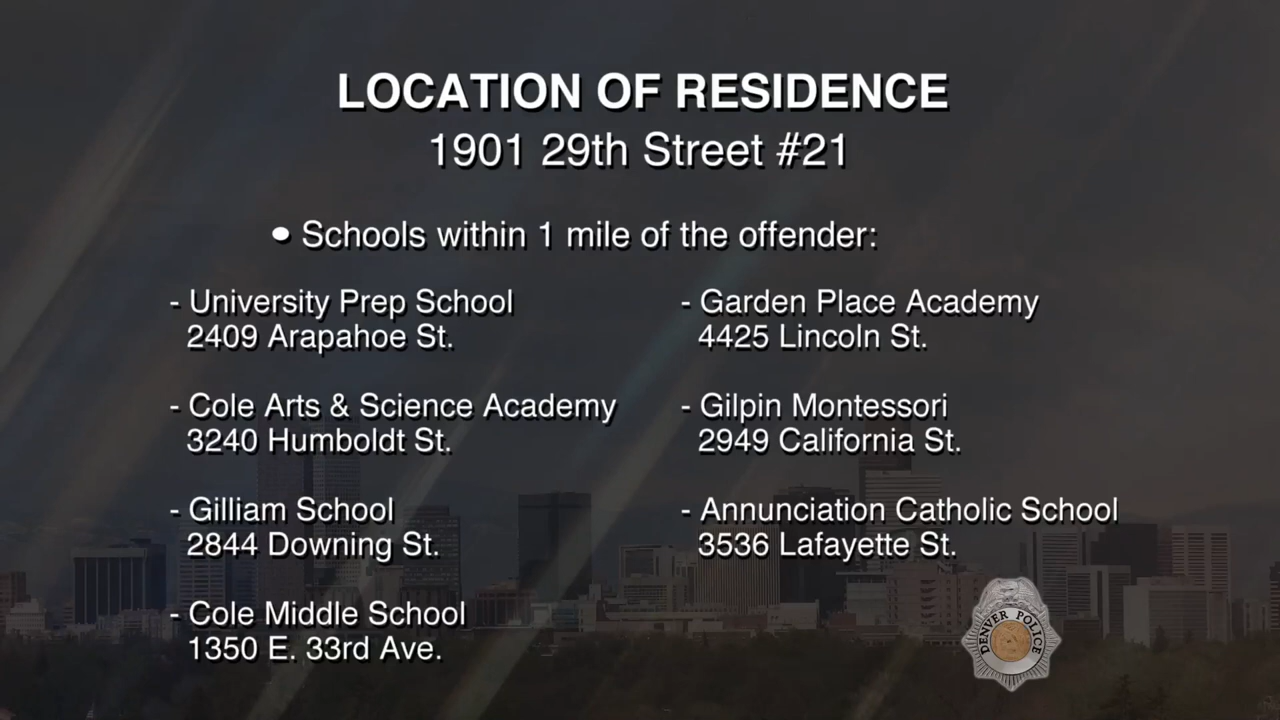 LOCATION OF RESIDENCE
1901 29th Street #21
• Schools within 1 mile of the offender:
- University Prep School
2409 Arapahoe St.
- Cole Arts & Science Academy
3240 Humboldt St.
- Gilliam School
2844 Downing St.
- Cole Middle School
1350 E. 33rd Ave.
- Garden Place Academy
4425 Lincoln St.
- Gilpin Montessori
2949 California St.
- Annunciation Catholic School
3536 Lafayette St.
DENVER POLICE